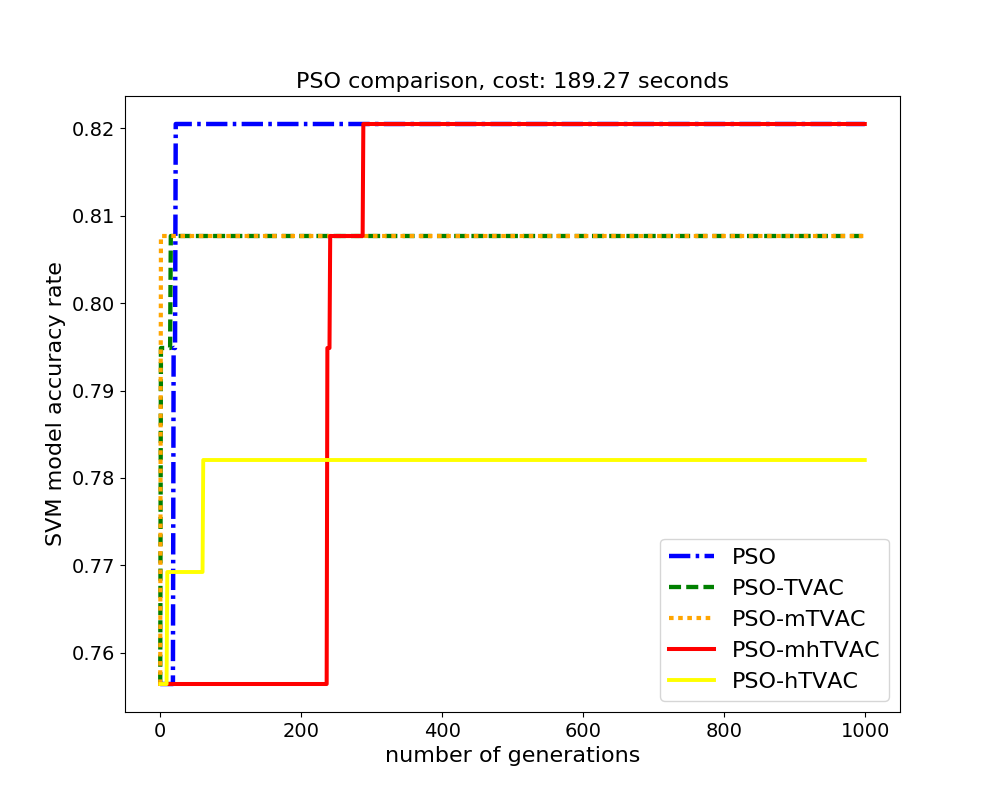 PSO comparison, cost: 189.27 seconds
0.82
0.81
0.80
0.79
0.78
0.77
0.76
SVM model accuracy rate
0 200 400 600 800 1000
number of generations
PSO
PSO-TVAC
PSO-mTVAC
PSO-mhTVAC
PSO-hTVAC